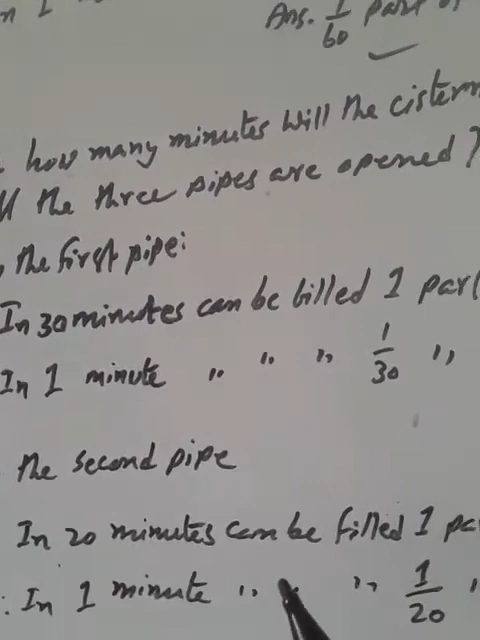 Ans. 1/60 part of
how many minutes will the cistern
the three pipes are opened?
the first pipe:
In 30 minutes can be filled 1 part
In 1 minute " " " 1/30 "
the second pipe
In 20 minutes can be filled 1 pa
: In 1 minute " " " 1/20 "